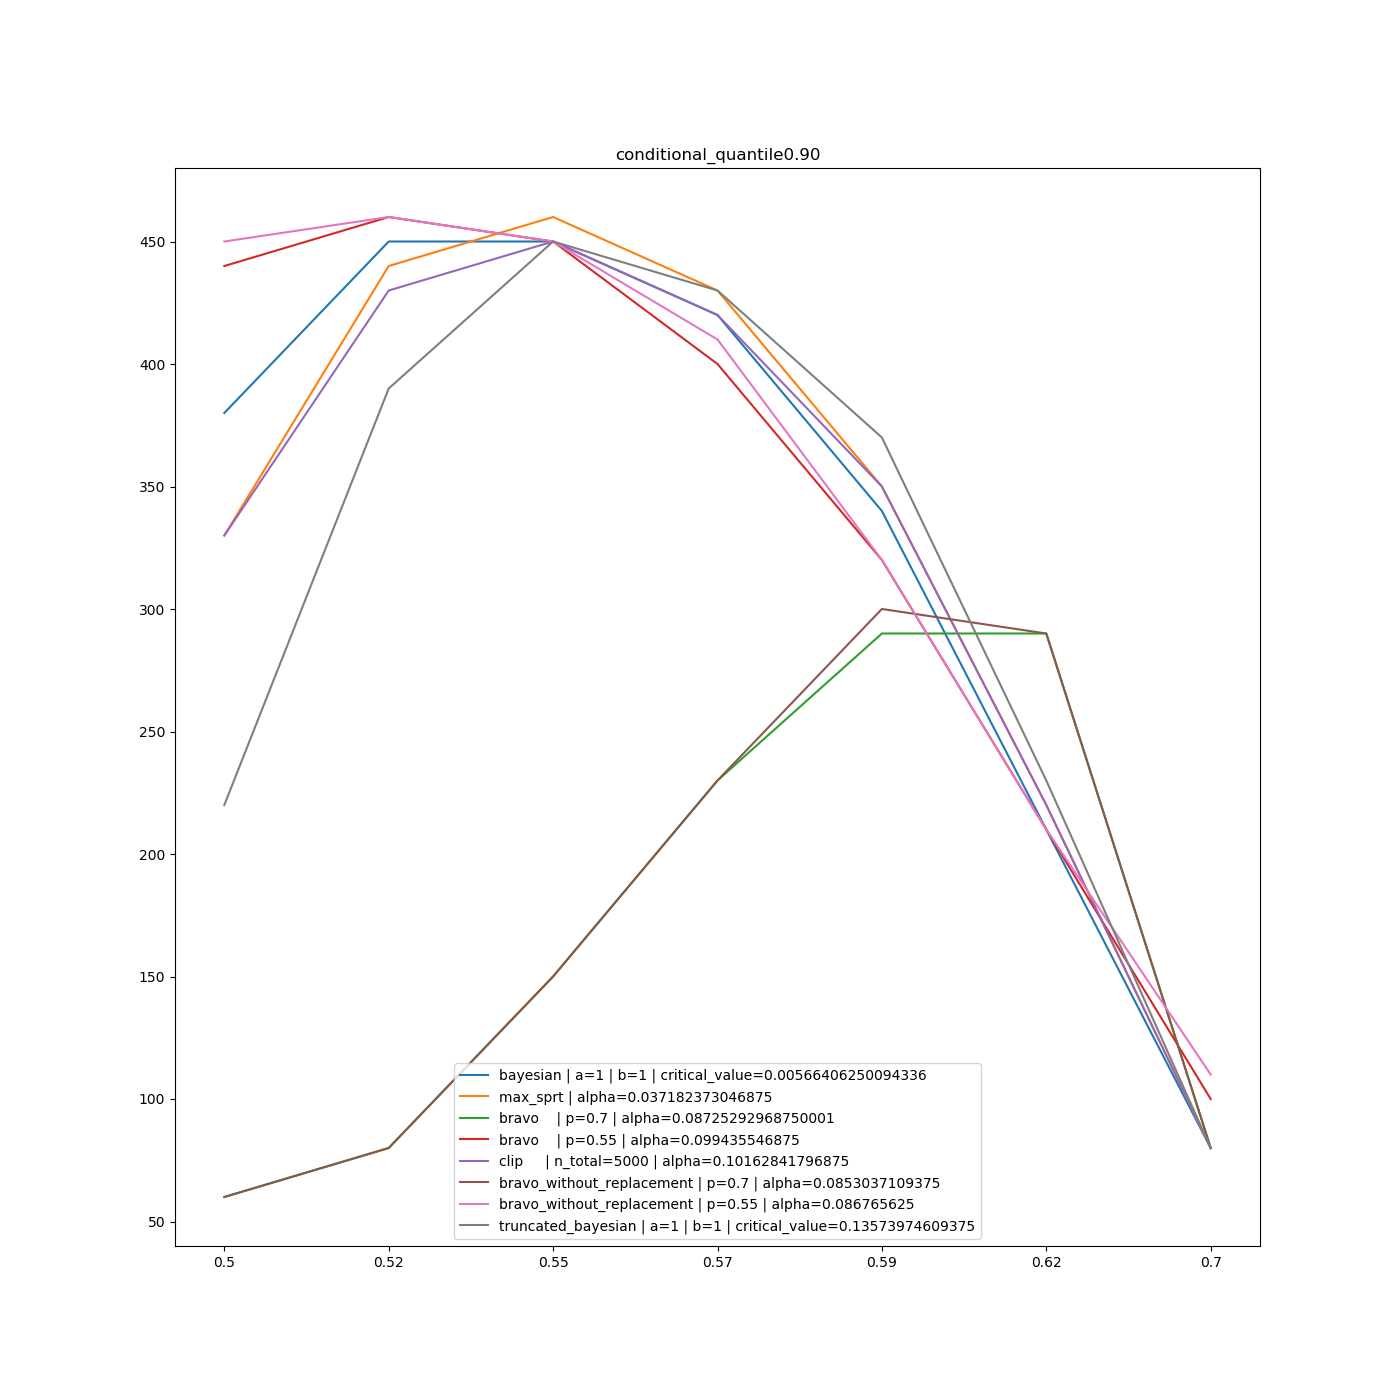 conditional_quantile0.90
450
400
350
300
250
200
150
100
50
bayesian | a=1 | b=1 | critical_value=0.00566406250094336
max_sprt | alpha=0.037182373046875
bravo    | p=0.7 | alpha=0.08725292968750001
bravo    | p=0.55 | alpha=0.099435546875
clip     | n_total=5000 | alpha=0.10162841796875
bravo_without_replacement | p=0.7 | alpha=0.0853037109375
bravo_without_replacement | p=0.55 | alpha=0.086765625
truncated_bayesian | a=1 | b=1 | critical_value=0.13573974609375
0.5 0.52 0.55 0.57 0.59 0.62 0.7